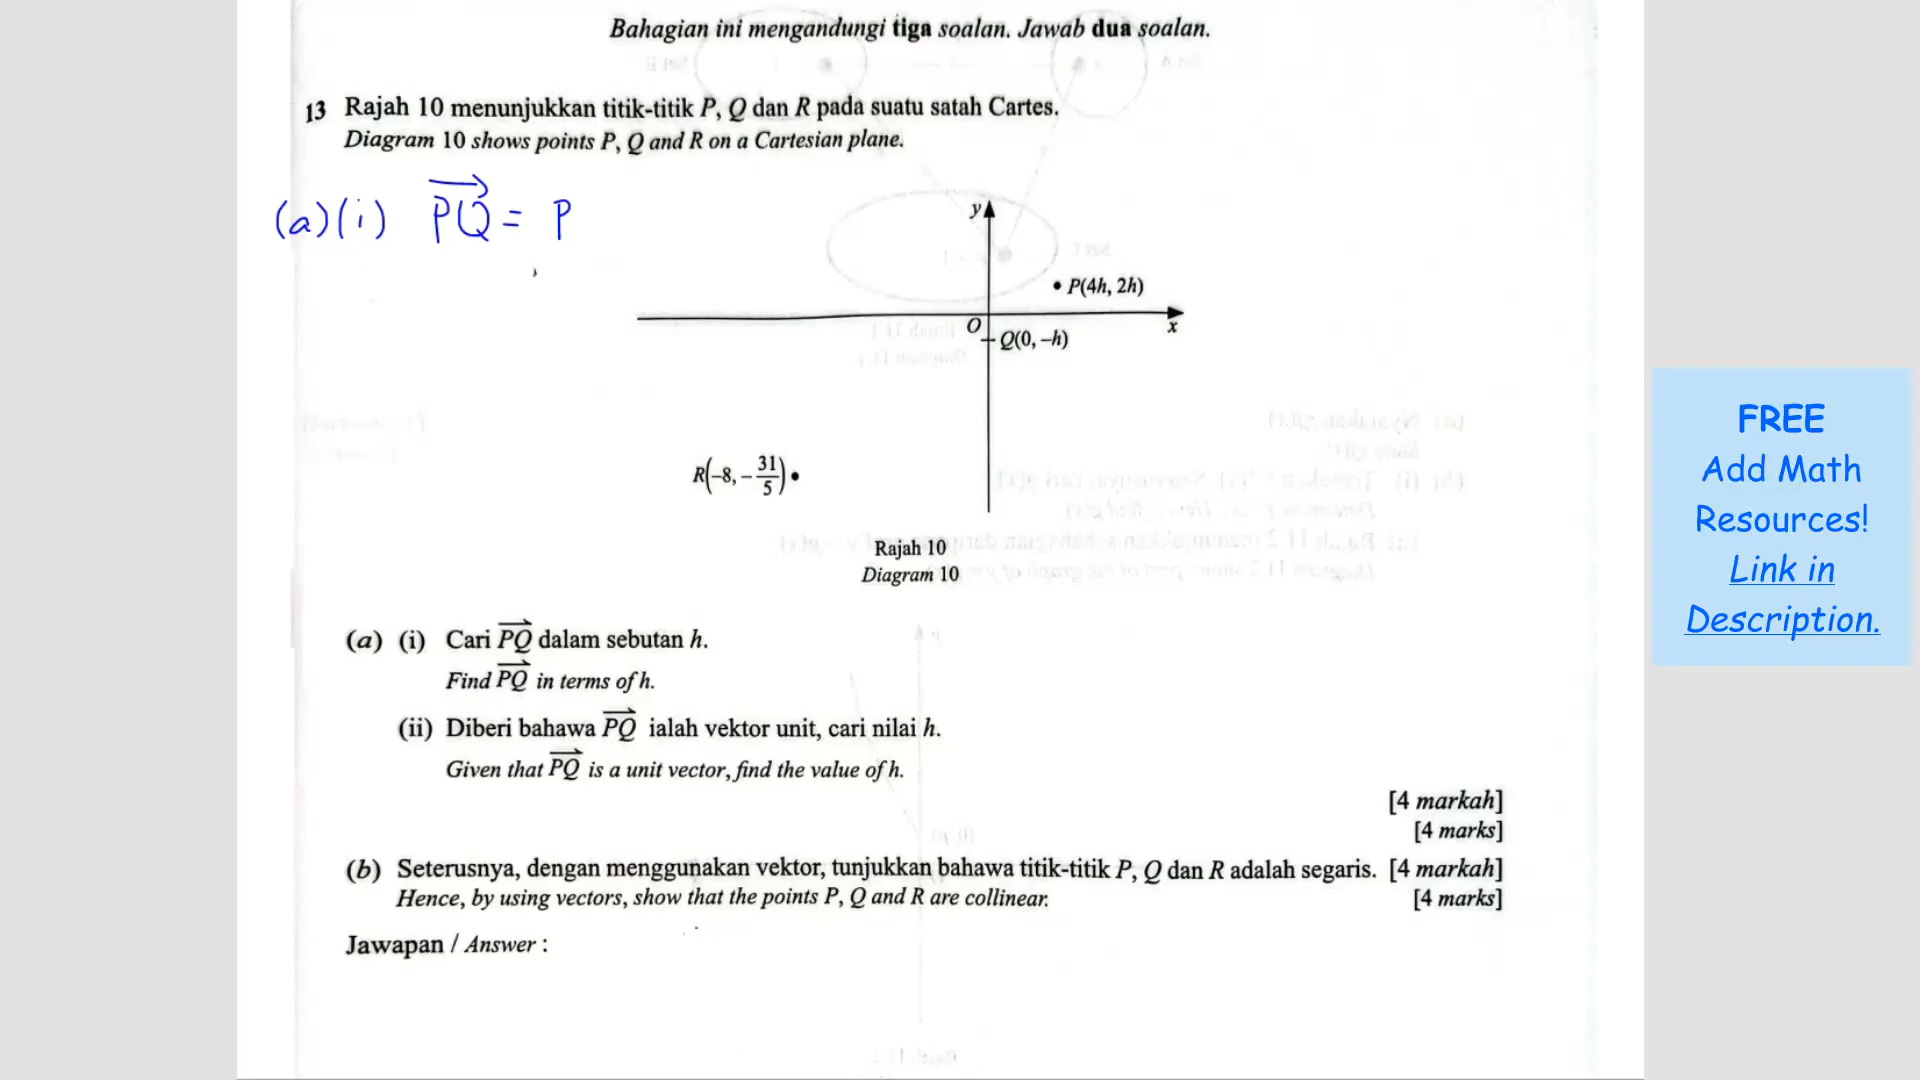 Bahagian ini mengandungi tiga soalan. Jawab dua soalan.
13 Rajah 10 menunjukkan titik-titik P, Q dan R pada suatu satah Cartes.
Diagram 10 shows points P, Q and R on a Cartesian plane.
(a)(i) PQ = P
y
P(4h, 2h)
O
x
Q(0, –h)
R(–8, –31/5)
Rajah 10
Diagram 10
(a) (i) Cari PQ dalam sebutan h.
Find PQ in terms of h.
(ii) Diberi bahawa PQ ialah vektor unit, cari nilai h.
Given that PQ is a unit vector, find the value of h.
[4 markah]
[4 marks]
(b) Seterusnya, dengan menggunakan vektor, tunjukkan bahawa titik-titik P, Q dan R adalah segaris. [4 markah]
Hence, by using vectors, show that the points P, Q and R are collinear. [4 marks]
Jawapan / Answer :
FREE
Add Math
Resources!
Link in
Description.